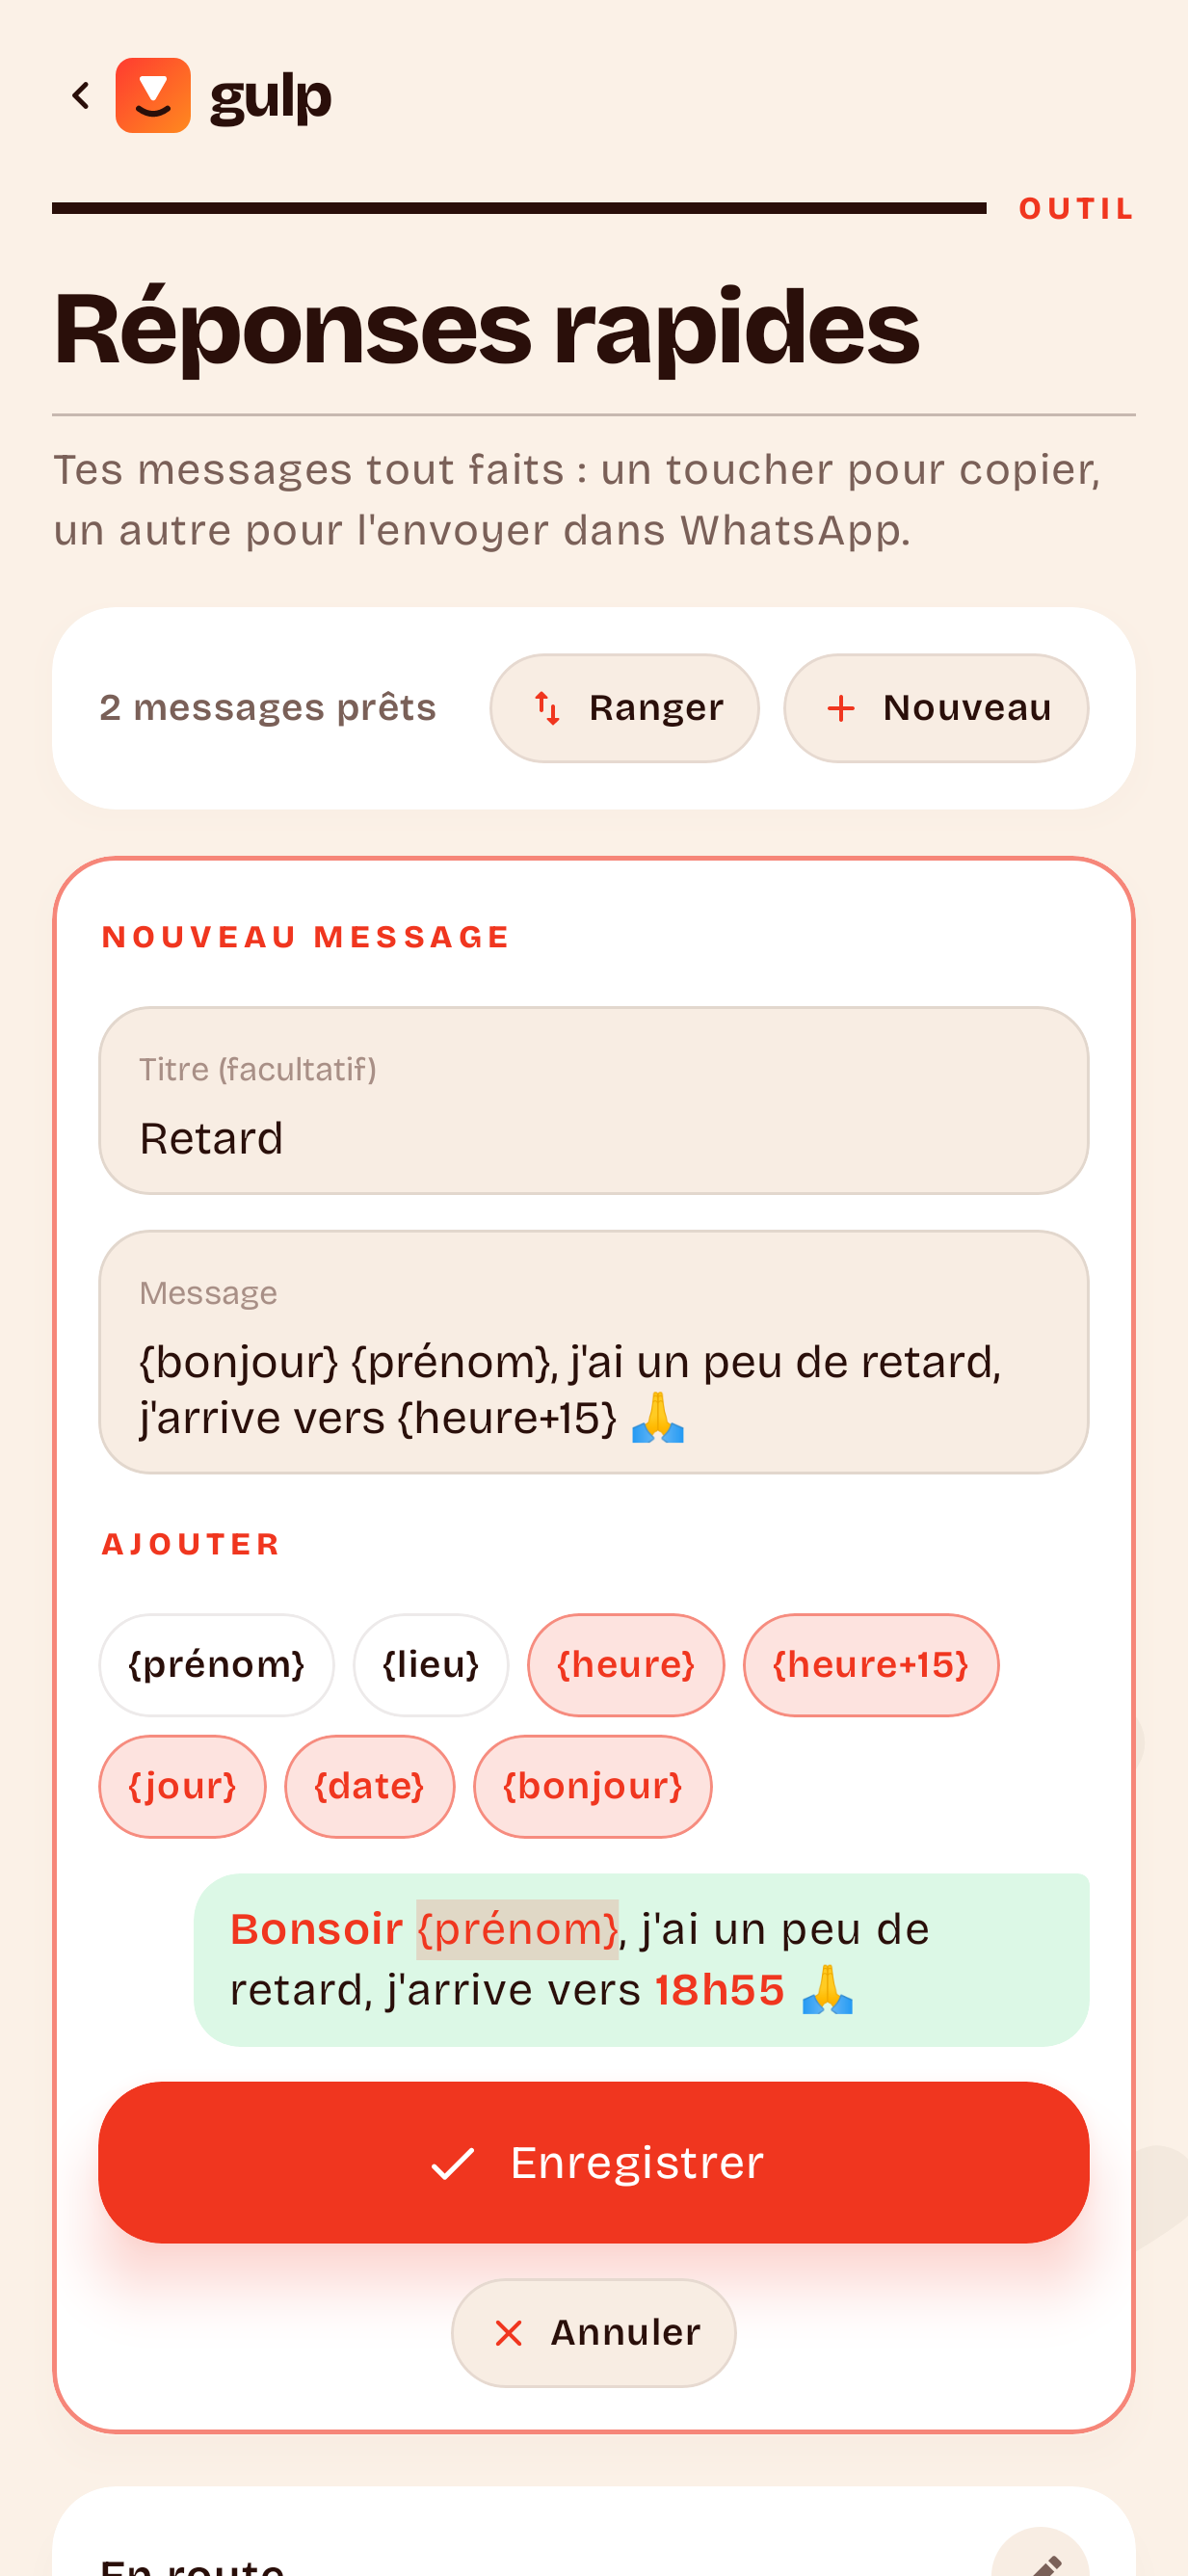 gulp
OUTIL
Réponses rapides
Tes messages tout faits : un toucher pour copier,
un autre pour l'envoyer dans WhatsApp.
2 messages prêts
Ranger
Nouveau
NOUVEAU MESSAGE
Titre (facultatif)
Retard
Message
{bonjour} {prénom}, j'ai un peu de retard,
j'arrive vers {heure+15} 🙏
AJOUTER
{prénom} {lieu} {heure} {heure+15}
{jour} {date} {bonjour}
Bonsoir {prénom}, j'ai un peu de
retard, j'arrive vers 18h55 🙏
Enregistrer
Annuler
En route